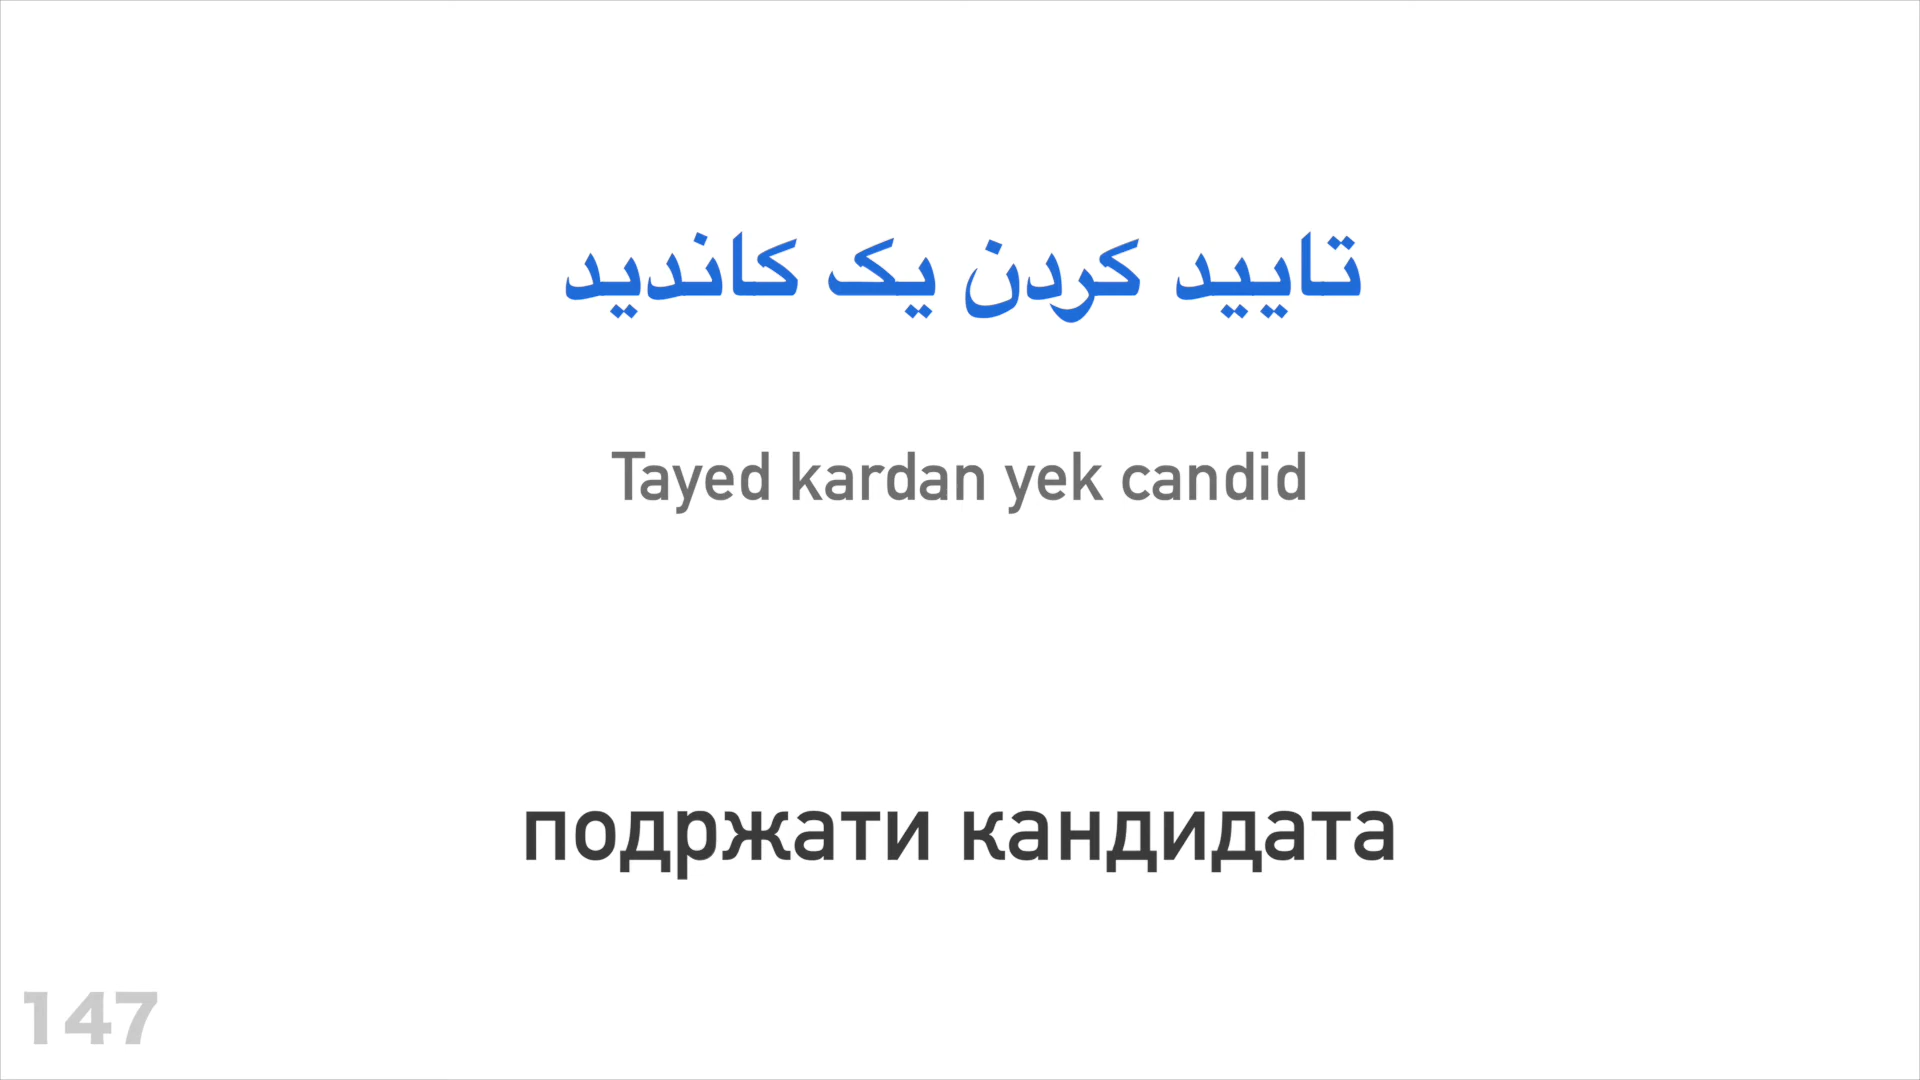 تایید کردن یک کاندید
Tayed kardan yek candid
подржати кандидата
147